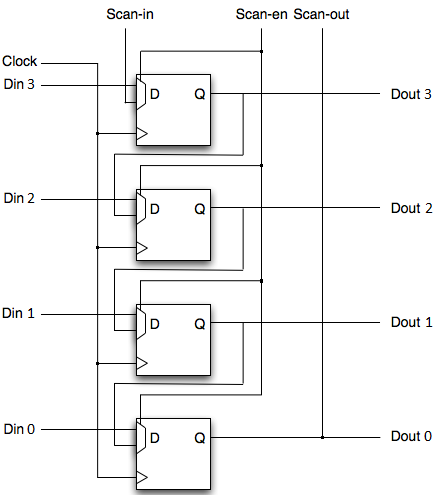 Scan-in Scan-en Scan-out
Clock
Din 3
D Q
Dout 3
Din 2
D Q
Dout 2
Din 1
D Q
Dout 1
Din 0
D Q
Dout 0